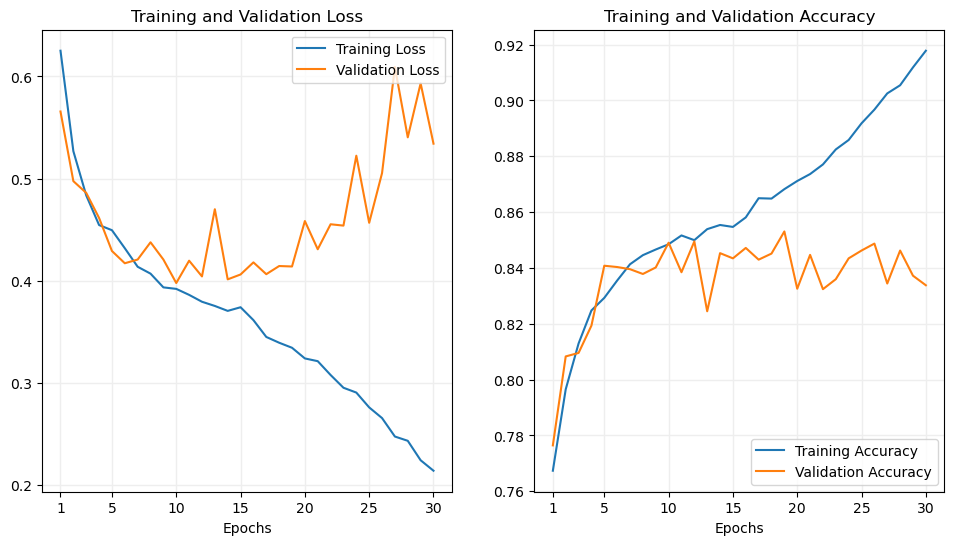 Training and Validation Loss
Training Loss
Validation Loss
0.6
0.5
0.4
0.3
0.2
1 5 10 15 20 25 30
Epochs
Training and Validation Accuracy
0.92
0.90
0.88
0.86
0.84
0.82
0.80
0.78
0.76
Training Accuracy
Validation Accuracy
1 5 10 15 20 25 30
Epochs